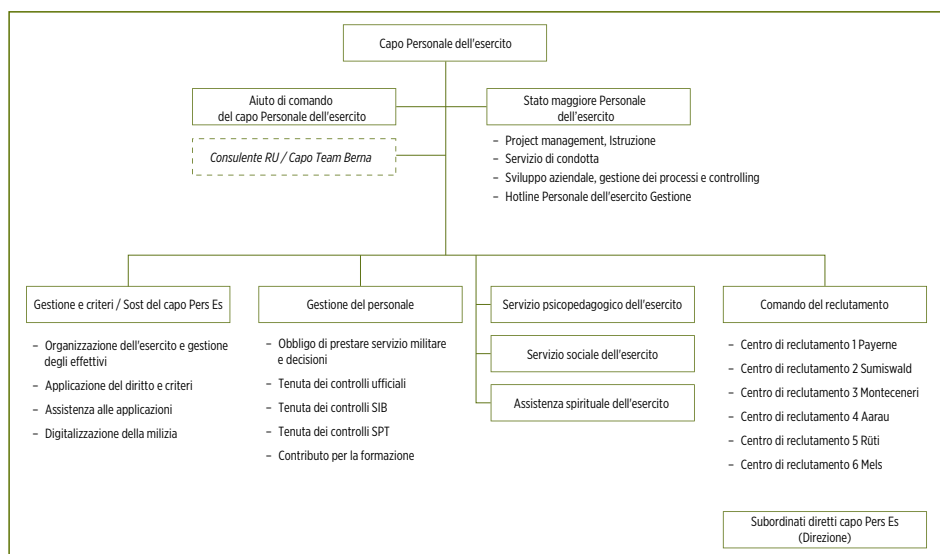 Capo Personale dell'esercito
Aiuto di comando
del capo Personale dell'esercito
Stato maggiore Personale
dell'esercito
Consulente RU / Capo Team Berna
– Project management, Istruzione
– Servizio di condotta
– Sviluppo aziendale, gestione dei processi e controlling
– Hotline Personale dell'esercito Gestione
Gestione e criteri / Sost del capo Pers Es
– Organizzazione dell'esercito e gestione
degli effettivi
– Applicazione del diritto e criteri
– Assistenza alle applicazioni
– Digitalizzazione della milizia
Gestione del personale
– Obbligo di prestare servizio militare
e decisioni
– Tenuta dei controlli ufficiali
– Tenuta dei controlli SIB
– Tenuta dei controlli SPT
– Contributo per la formazione
Servizio psicopedagogico dell'esercito
Servizio sociale dell'esercito
Assistenza spirituale dell'esercito
Comando del reclutamento
– Centro di reclutamento 1 Payerne
– Centro di reclutamento 2 Sumiswald
– Centro di reclutamento 3 Monteceneri
– Centro di reclutamento 4 Aarau
– Centro di reclutamento 5 Rüti
– Centro di reclutamento 6 Mels
Subordinati diretti capo Pers Es
(Direzione)